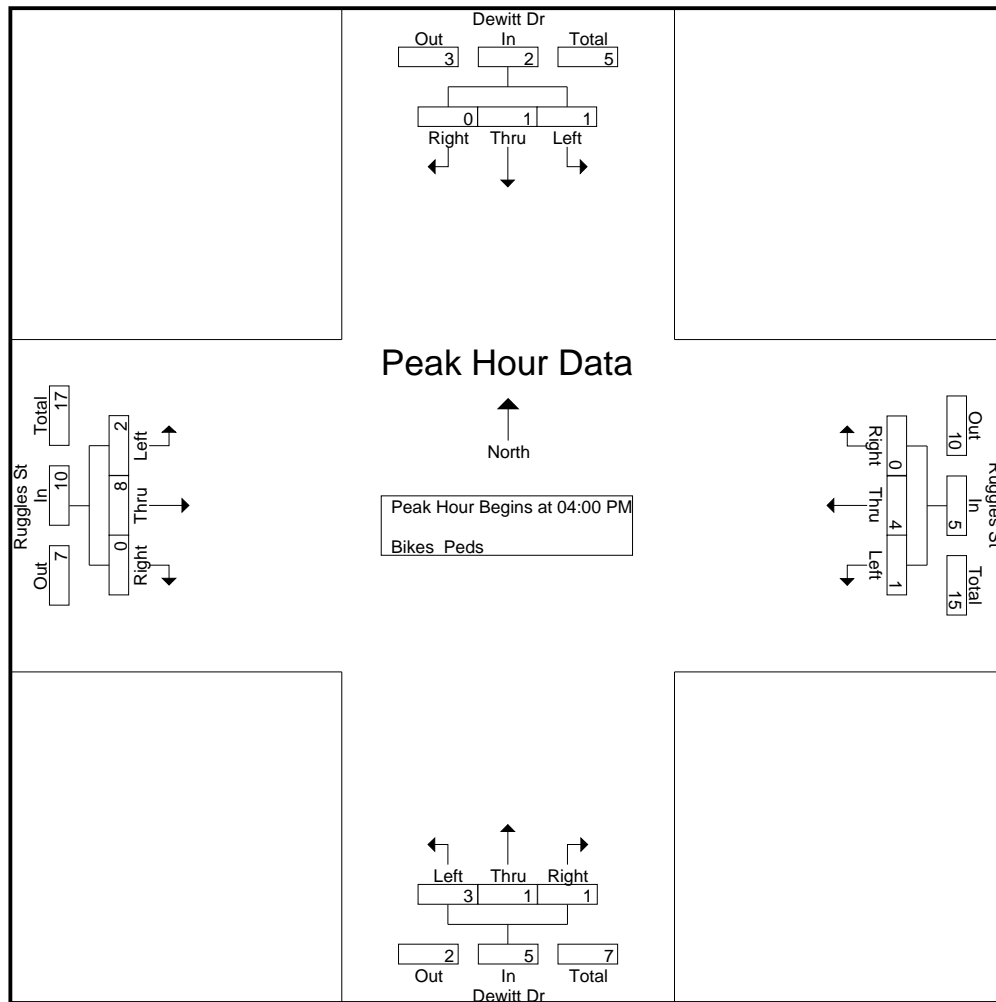 Dewitt Dr
Out In Total
3 2 5
0 1 1
Right Thru Left
Peak Hour Data
North
Peak Hour Begins at 04:00 PM
Bikes Peds
Ruggles St
Total In Out
17 10 7
2 8 0
Left Thru Right
Ruggles St
Out In Total
10 5 15
0 4 1
Right Thru Left
Left Thru Right
3 1 1
2 5 7
Out In Total
Dewitt Dr